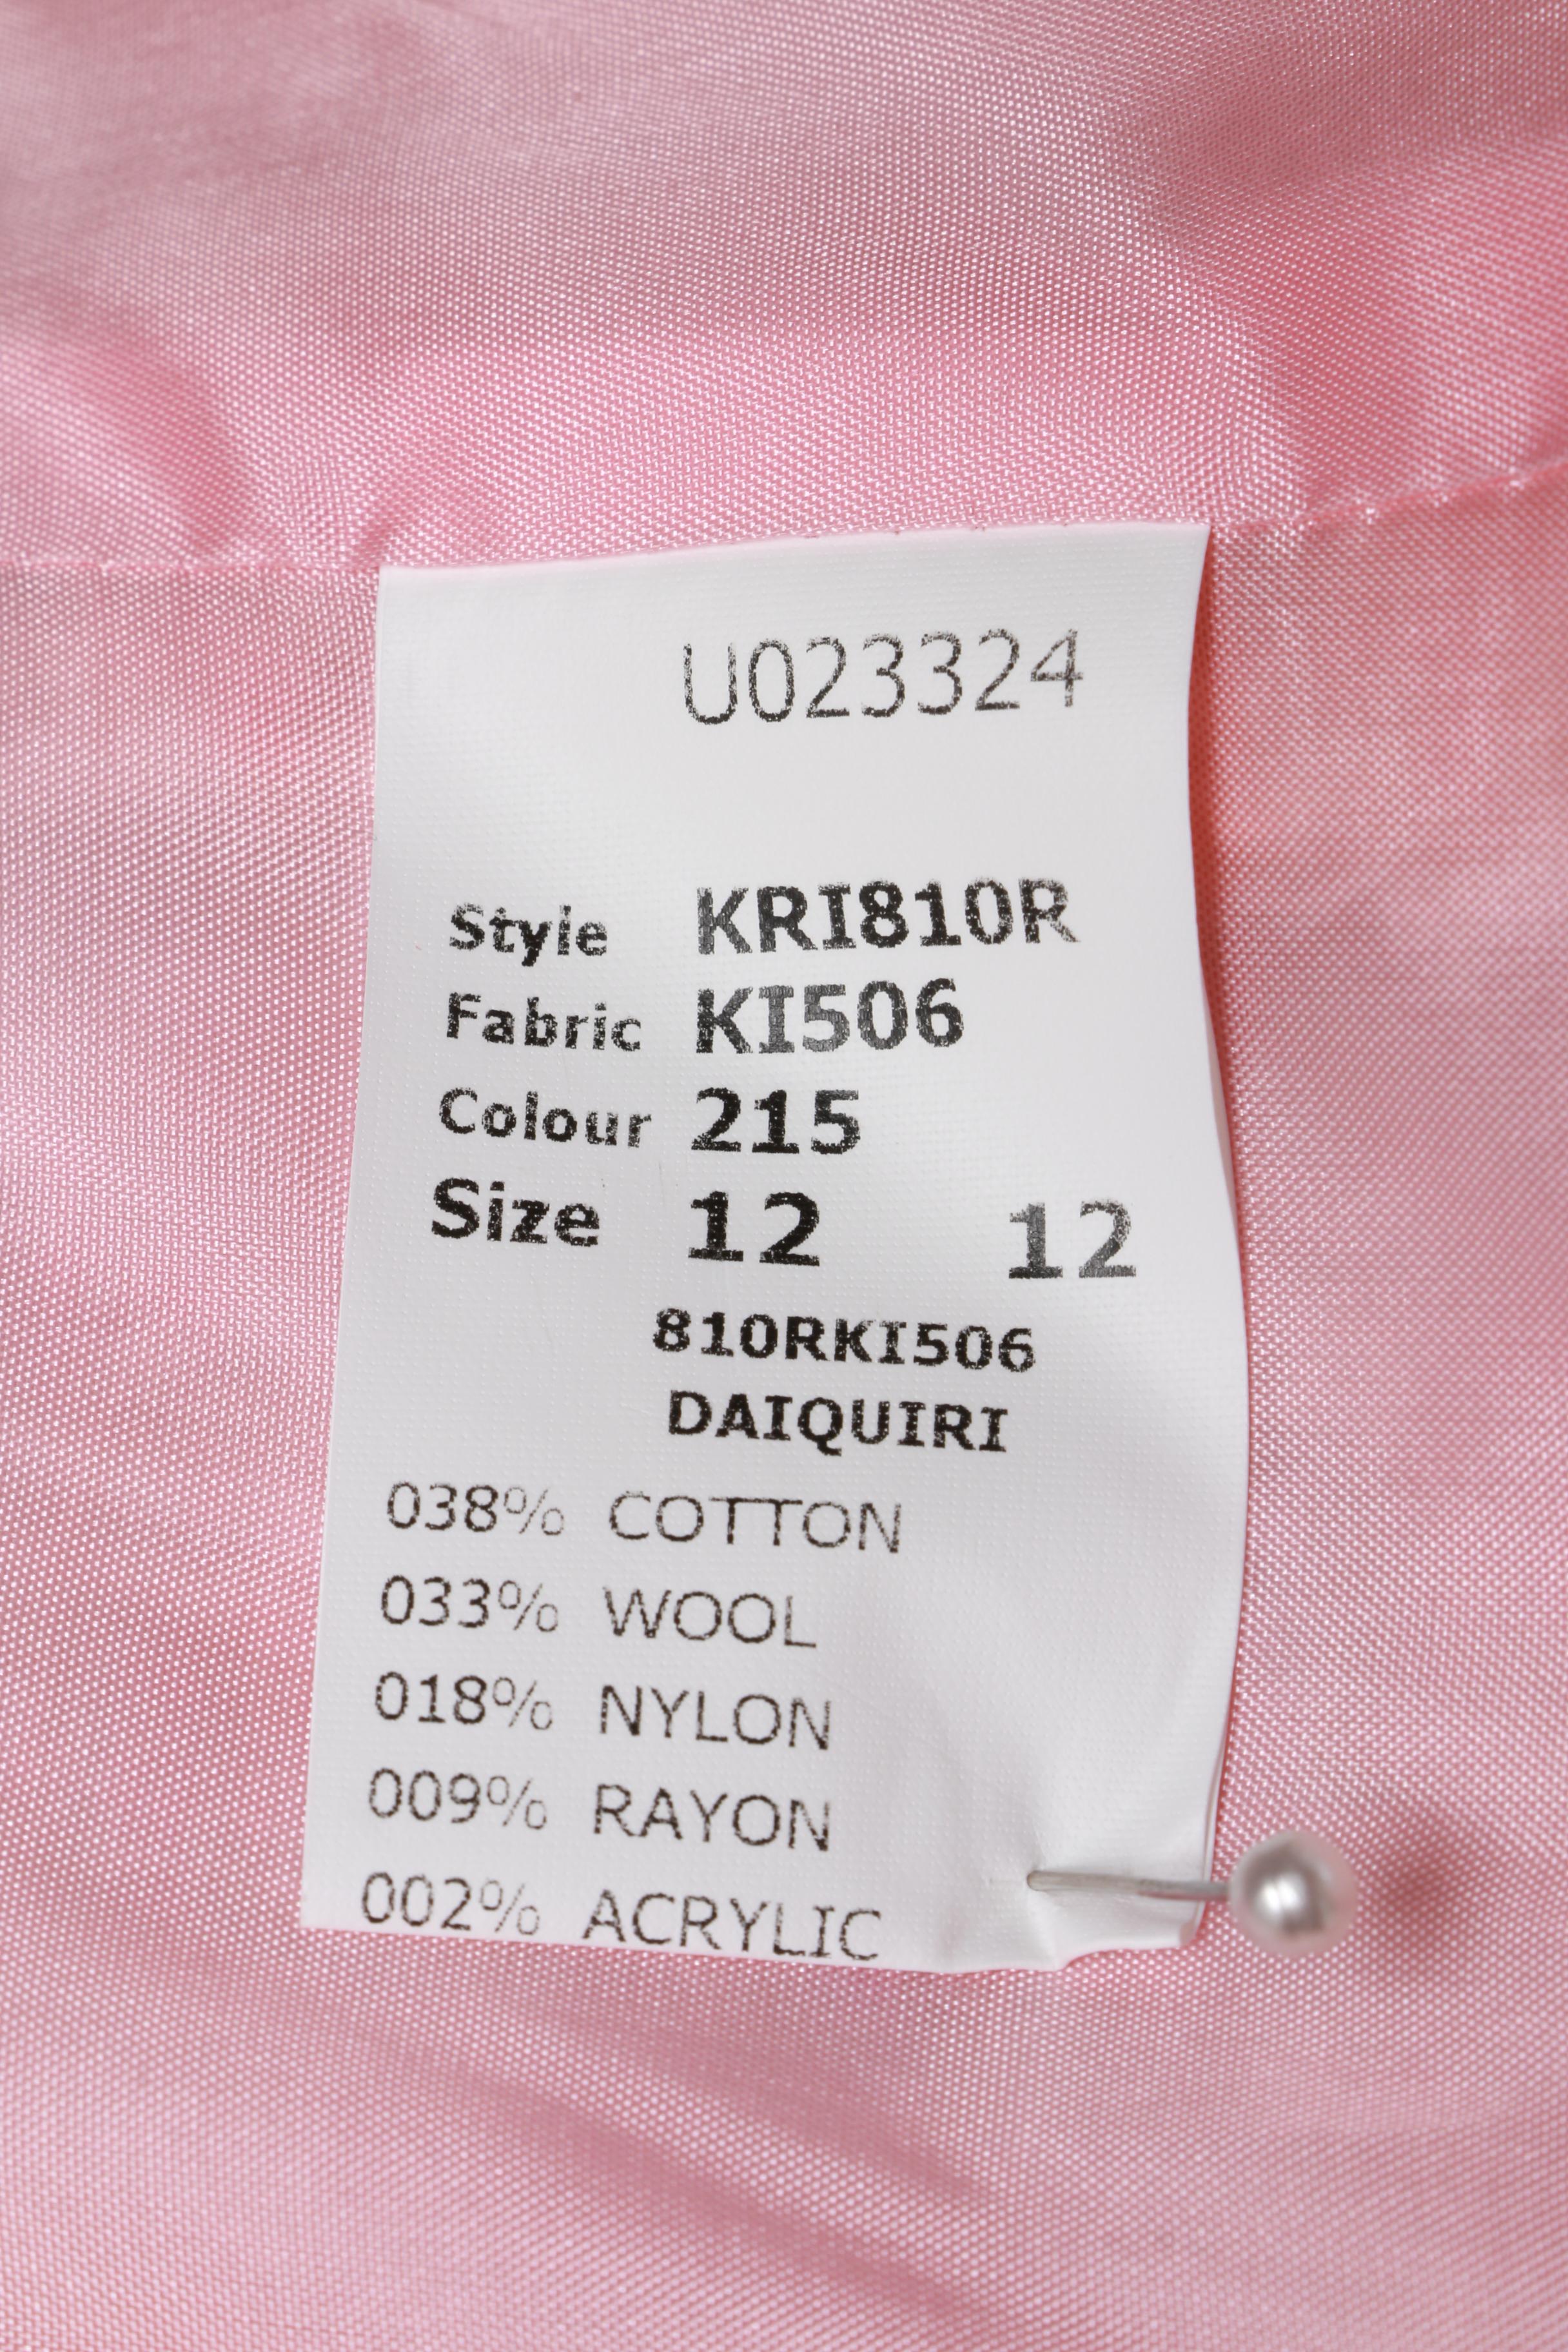 U023324
Style KRI810R
Fabric KI506
Colour 215
Size 12 12
810RKI506
DAIQUIRI
038% COTTON
033% WOOL
018% NYLON
009% RAYON
002% ACRYLIC